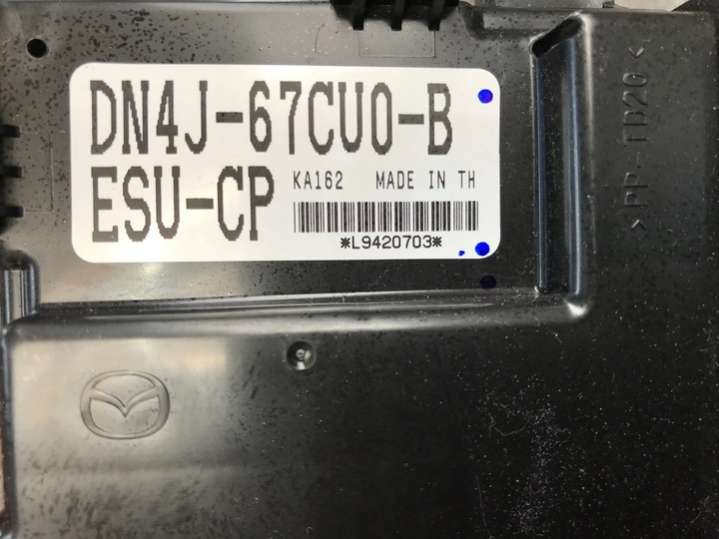 DN4J-67CU0-B
ESU-CP
KA162 MADE IN TH
*L9420703*
>PP-TD20<